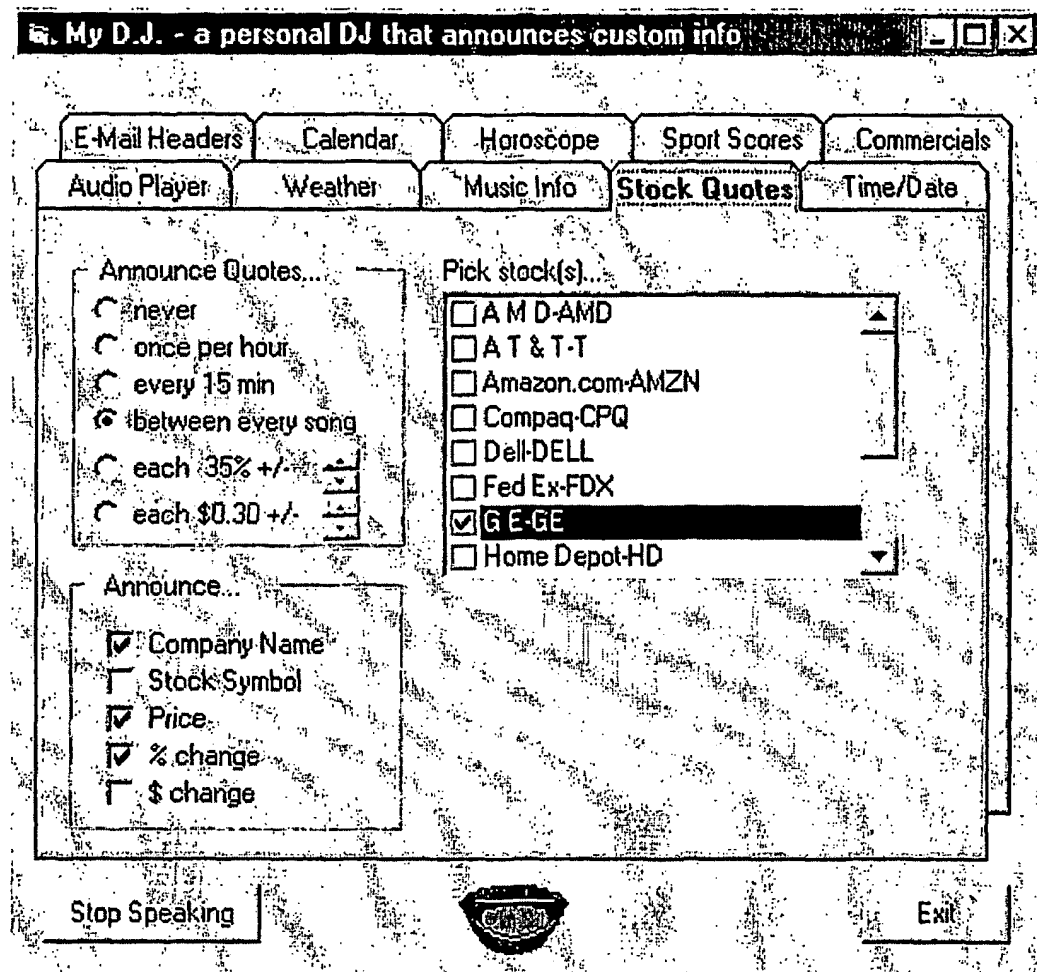 My D.J. - a personal DJ that announces custom info
E-Mail Headers Calendar Horoscope Sport Scores Commercials
Audio Player Weather Music Info Stock Quotes Time/Date
Announce Quotes...
never
once per hour
every 15 min
between every song
each .35% +/-
each $0.30 +/-
Pick stock(s)...
A M D-AMD
A T & T-T
Amazon.com-AMZN
Compaq-CPQ
Dell-DELL
Fed Ex-FDX
G E-GE
Home Depot-HD
Announce...
Company Name
Stock Symbol
Price
% change
$ change
Stop Speaking
Exit